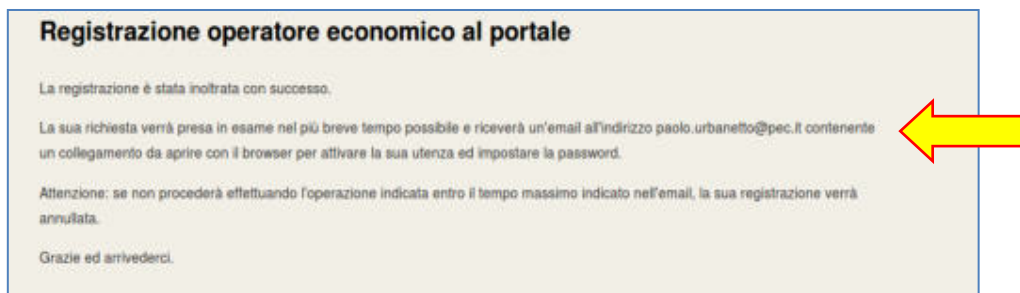 Registrazione operatore economico al portale
La registrazione è stata inoltrata con successo.
La sua richiesta verrà presa in esame nel più breve tempo possibile e riceverà un'email all'indirizzo paolo.urbanetto@pec.it contenente
un collegamento da aprire con il browser per attivare la sua utenza ed impostare la password.
Attenzione: se non procederà effettuando l'operazione indicata entro il tempo massimo indicato nell'email, la sua registrazione verrà
annullata.
Grazie ed arrivederci.